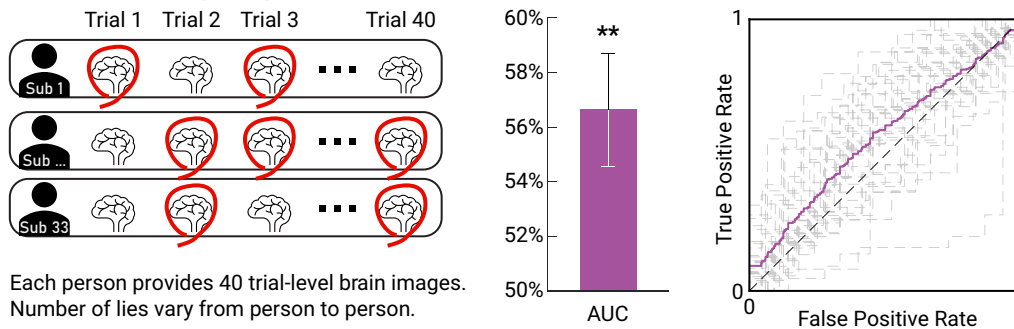 Trial 1 Trial 2 Trial 3 Trial 40
Sub 1
Sub ...
Sub 33
Each person provides 40 trial-level brain images.
Number of lies vary from person to person.
60%
**
58%
56%
54%
52%
50%
AUC
1
True Positive Rate
0
0
False Positive Rate